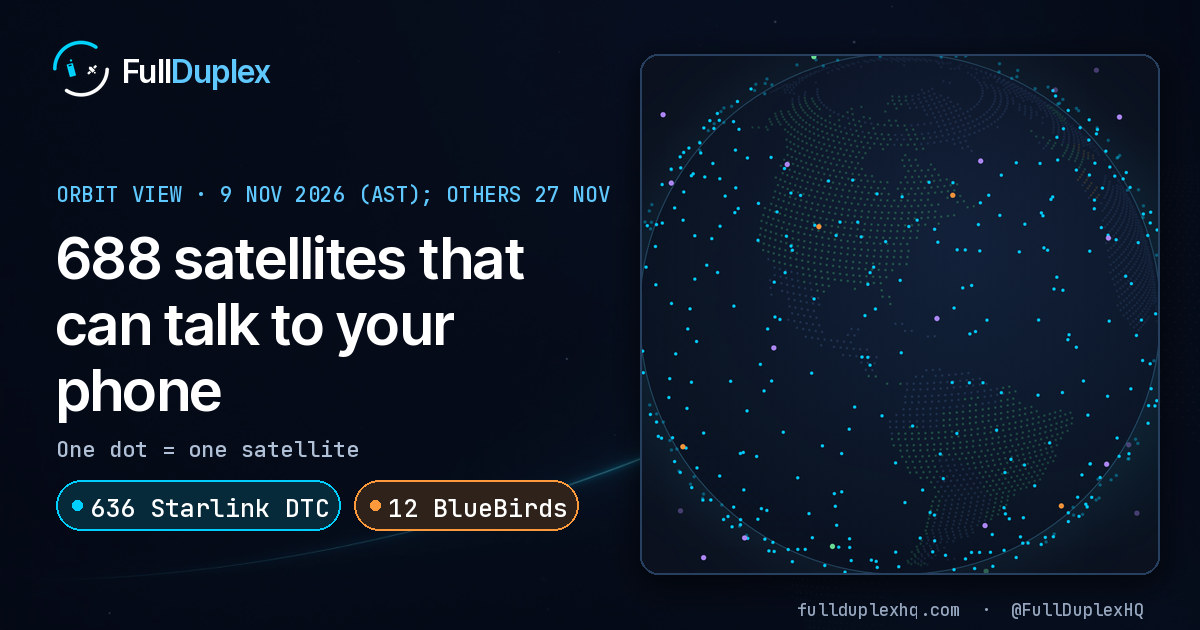 FullDuplex
ORBIT VIEW · 9 NOV 2026 (AST); OTHERS 27 NOV
688 satellites that
can talk to your
phone
One dot = one satellite
636 Starlink DTC
12 BlueBirds
fullduplexhq.com · @FullDuplexHQ